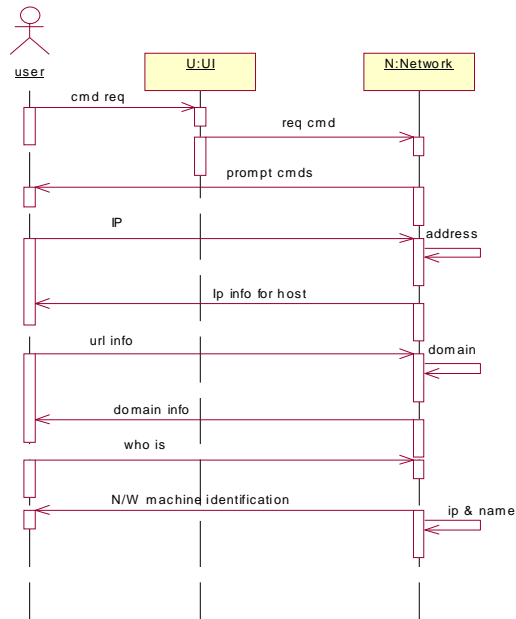 user
U:UI
N:Network
cmd req
req cmd
prompt cmds
IP
address
Ip info for host
url info
domain
domain info
who is
N/W machine identification
ip & name